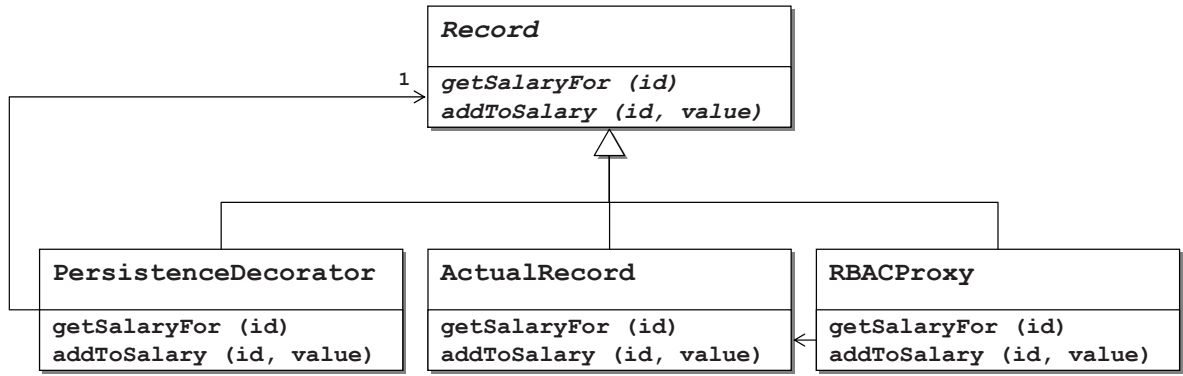 Record
1
getSalaryFor (id)
addToSalary (id, value)
PersistenceDecorator
getSalaryFor (id)
addToSalary (id, value)
ActualRecord
getSalaryFor (id)
addToSalary (id, value)
RBACProxy
getSalaryFor (id)
addToSalary (id, value)